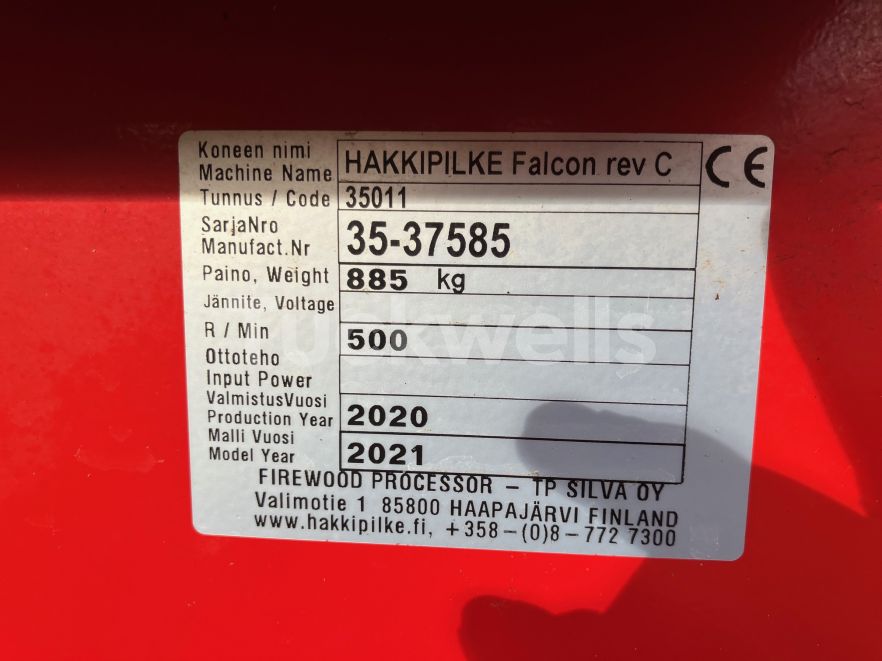 Koneen nimi
Machine Name HAKKIPILKE Falcon rev C CE
Tunnus / Code 35011
SarjaNro
Manufact.Nr 35-37585
Paino, Weight 885 kg
Jännite, Voltage
R / Min 500
Ottoteho
Input Power
ValmistusVuosi
Production Year 2020
Malli Vuosi
Model Year 2021
FIREWOOD PROCESSOR - TP SILVA OY
Valimotie 1 85800 HAAPAJÄRVI FINLAND
www.hakkipilke.fi, +358-(0)8-772 7300